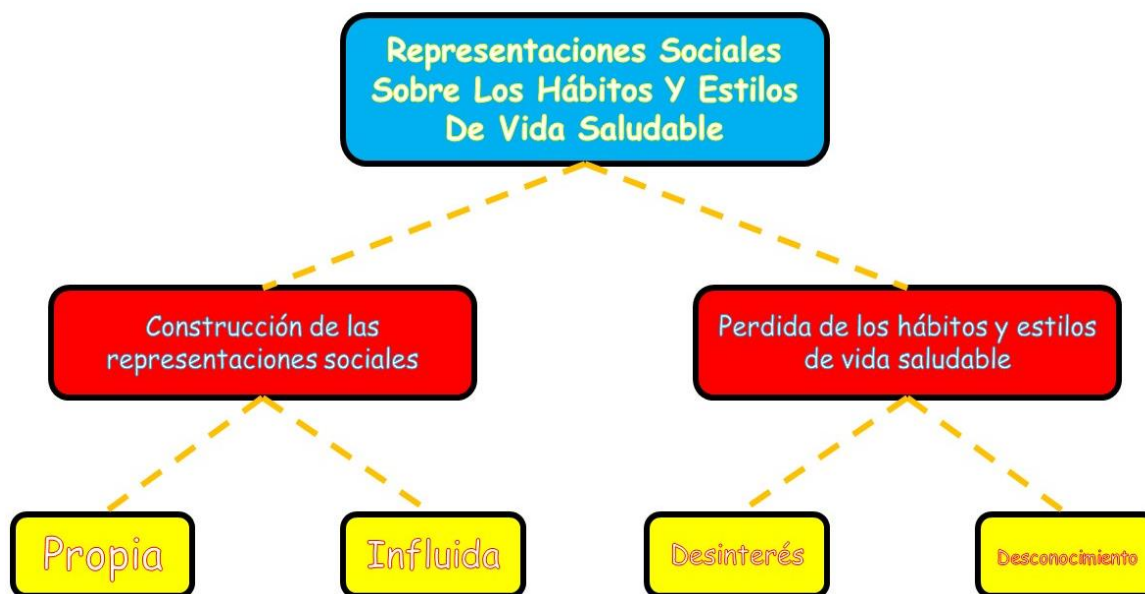 Representaciones Sociales
Sobre Los Hábitos Y Estilos
De Vida Saludable
Construcción de las
representaciones sociales
Perdida de los hábitos y estilos
de vida saludable
Propia
Influida
Desinterés
Desconocimiento